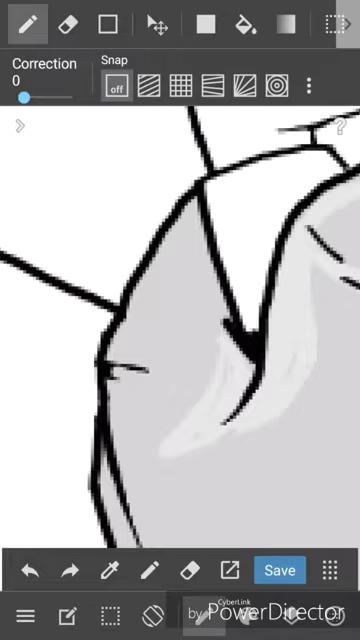 Correction
0
Snap
off
?
Save
by CyberLink
PowerDirector